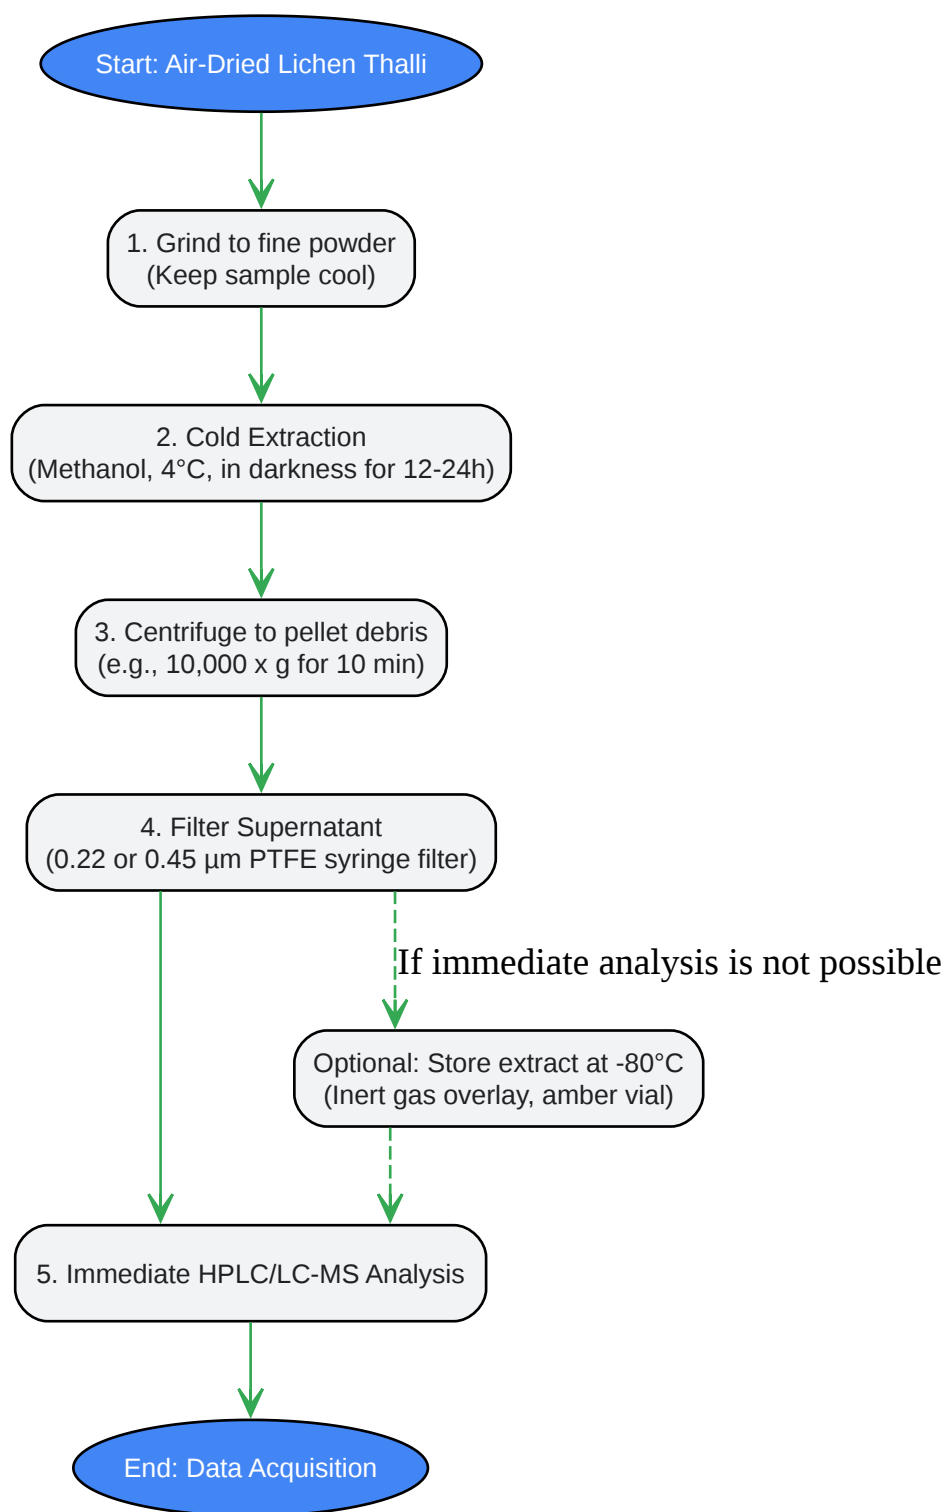 Start: Air-Dried Lichen Thalli
1. Grind to fine powder
(Keep sample cool)
2. Cold Extraction
(Methanol, 4°C, in darkness for 12-24h)
3. Centrifuge to pellet debris
(e.g., 10,000 x g for 10 min)
4. Filter Supernatant
(0.22 or 0.45 µm PTFE syringe filter)
If immediate analysis is not possible
Optional: Store extract at -80°C
(Inert gas overlay, amber vial)
5. Immediate HPLC/LC-MS Analysis
End: Data Acquisition